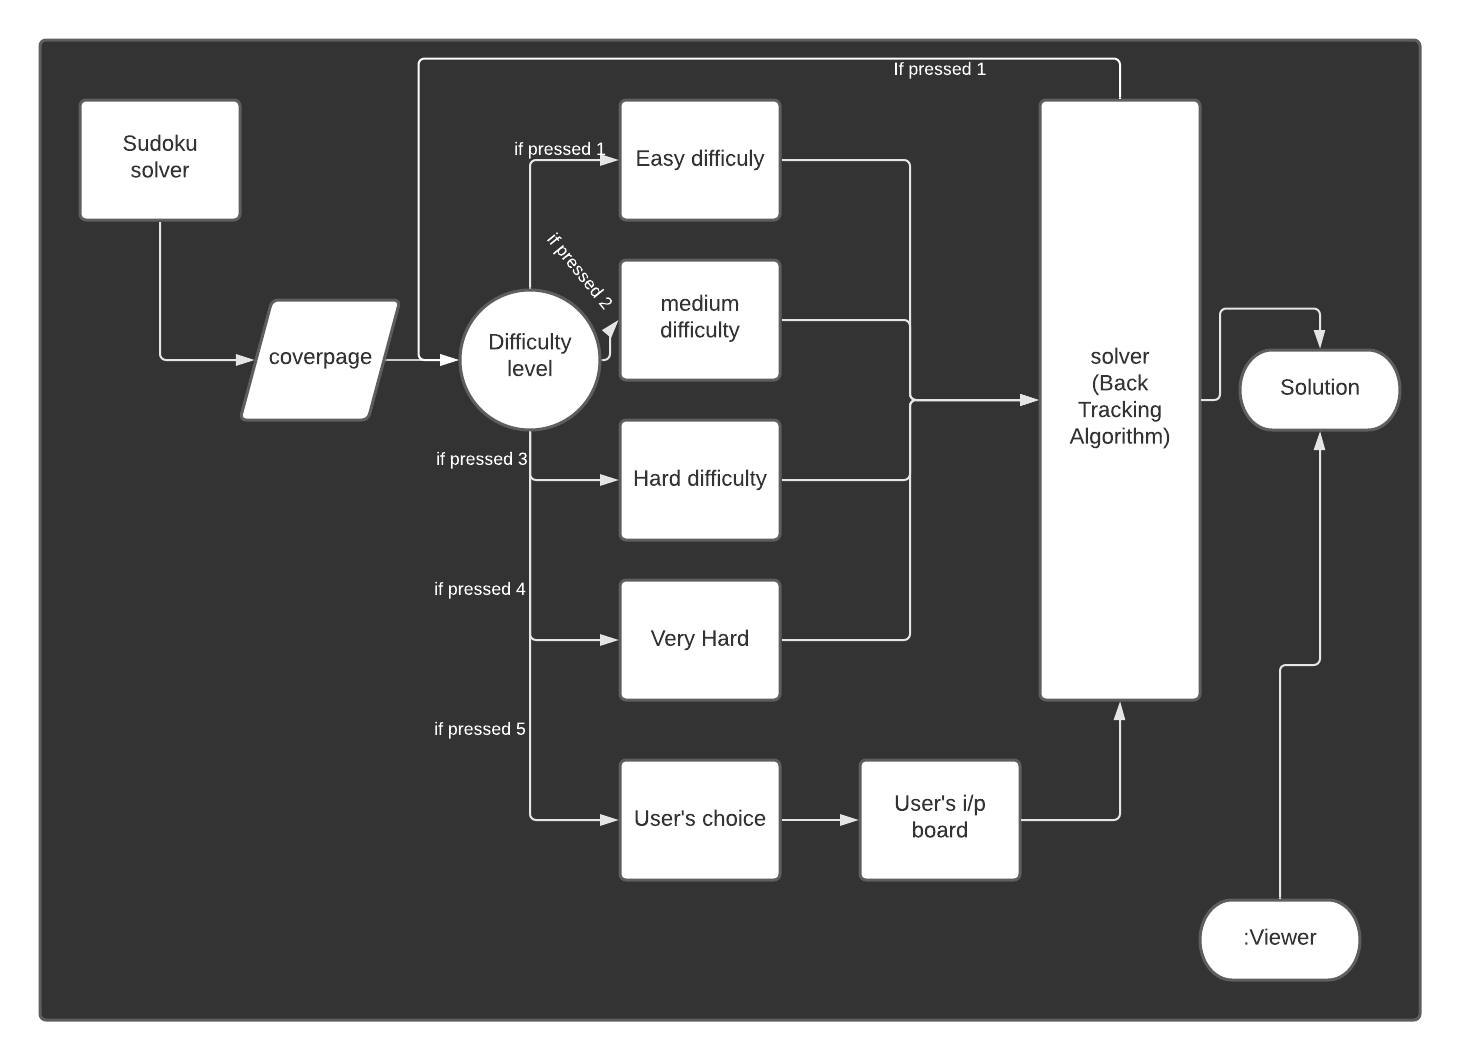 If pressed 1
Sudoku
solver
if pressed 1
Easy difficuly
if pressed 2
medium
difficulty
coverpage
Difficulty
level
solver
(Back
Tracking
Algorithm)
Solution
if pressed 3
Hard difficulty
if pressed 4
Very Hard
if pressed 5
User's choice
User's i/p
board
:Viewer